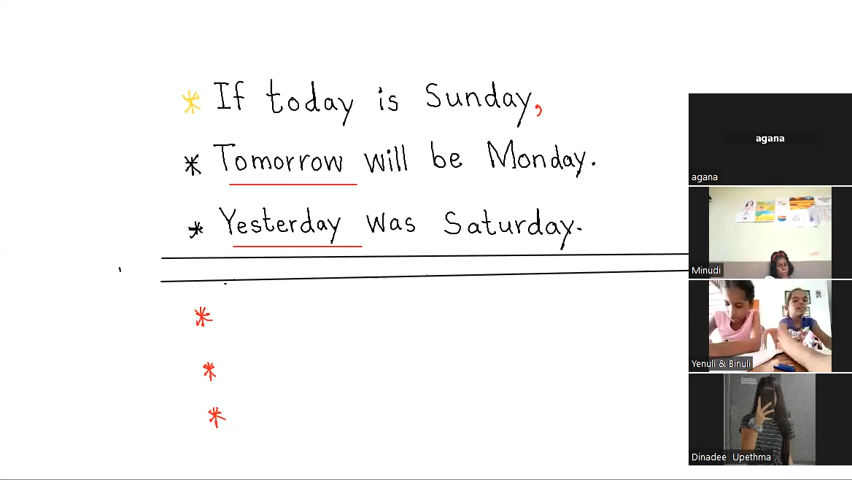 * If today is Sunday,
* Tomorrow will be Monday.
* Yesterday was Saturday.
*
*
*
agana
agana
Minudi
Yenuli & Binuli
Dinadee Upethma